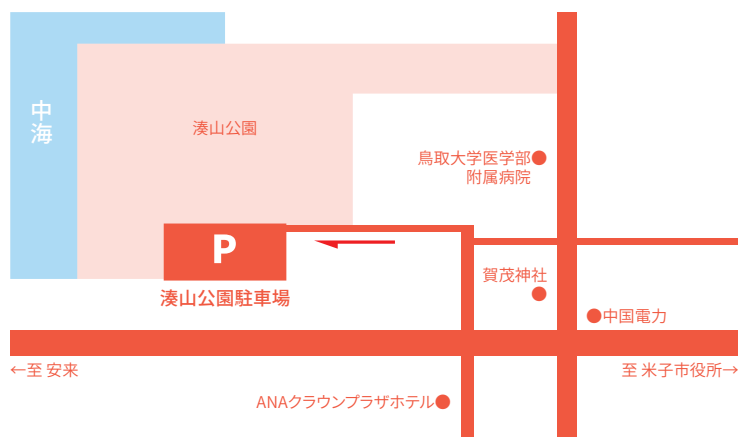 中海
湊山公園
鳥取大学医学部
附属病院
P
湊山公園駐車場
賀茂神社
中国電力
←至 安来
至 米子市役所→
ANAクラウンプラザホテル